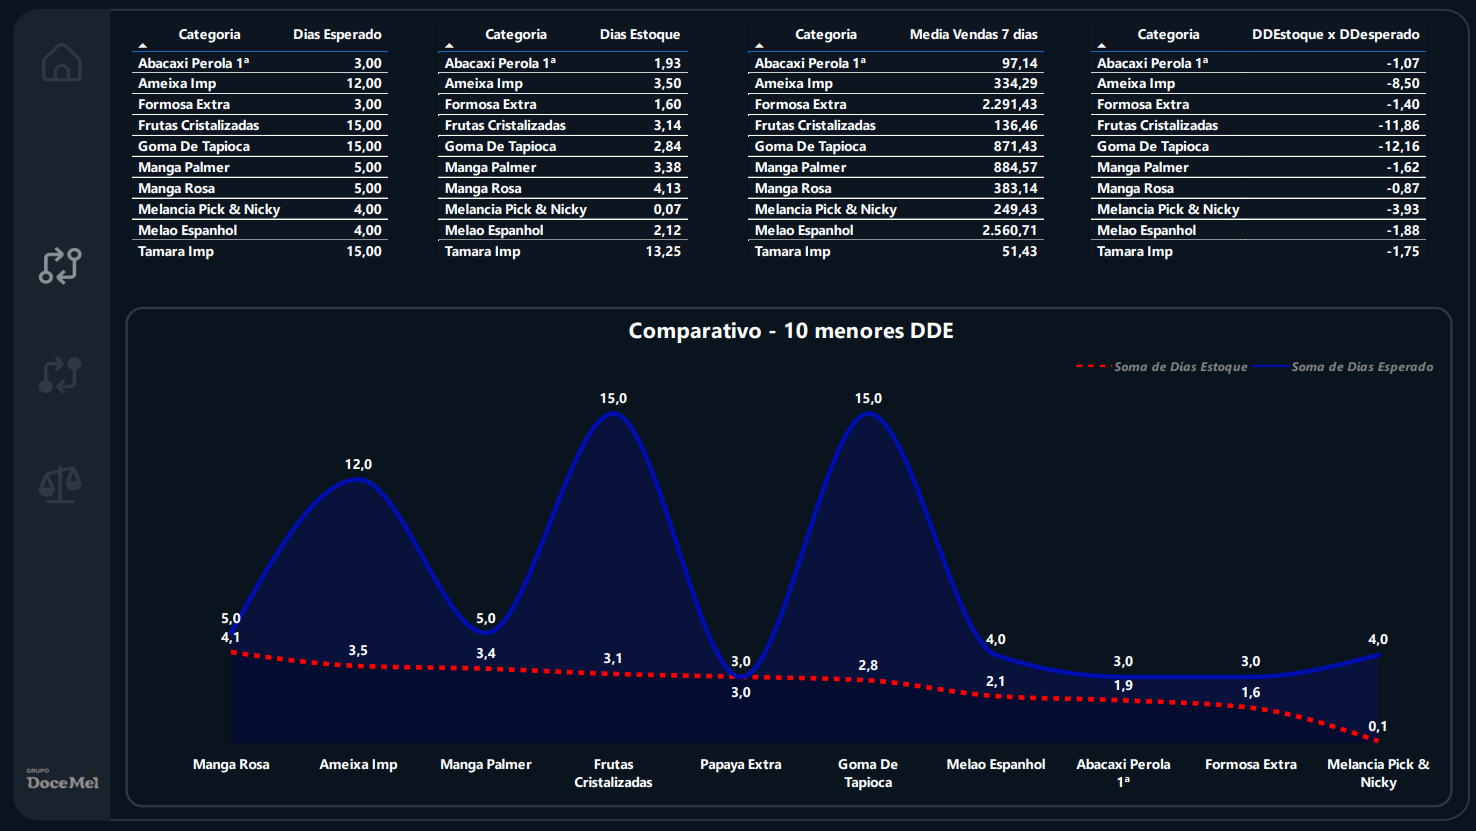 Categoria Dias Esperado
Abacaxi Perola 1ª 3,00
Ameixa Imp 12,00
Formosa Extra 3,00
Frutas Cristalizadas 15,00
Goma De Tapioca 15,00
Manga Palmer 5,00
Manga Rosa 5,00
Melancia Pick & Nicky 4,00
Melao Espanhol 4,00
Tamara Imp 15,00
Categoria Dias Estoque
Abacaxi Perola 1ª 1,93
Ameixa Imp 3,50
Formosa Extra 1,60
Frutas Cristalizadas 3,14
Goma De Tapioca 2,84
Manga Palmer 3,38
Manga Rosa 4,13
Melancia Pick & Nicky 0,07
Melao Espanhol 2,12
Tamara Imp 13,25
Categoria Media Vendas 7 dias
Abacaxi Perola 1ª 97,14
Ameixa Imp 334,29
Formosa Extra 2.291,43
Frutas Cristalizadas 136,46
Goma De Tapioca 871,43
Manga Palmer 884,57
Manga Rosa 383,14
Melancia Pick & Nicky 249,43
Melao Espanhol 2.560,71
Tamara Imp 51,43
Categoria DDEstoque x DDesperado
Abacaxi Perola 1ª -1,07
Ameixa Imp -8,50
Formosa Extra -1,40
Frutas Cristalizadas -11,86
Goma De Tapioca -12,16
Manga Palmer -1,62
Manga Rosa -0,87
Melancia Pick & Nicky -3,93
Melao Espanhol -1,88
Tamara Imp -1,75
Comparativo - 10 menores DDE
Soma de Dias Estoque Soma de Dias Esperado
15,0 15,0
12,0
5,0 5,0 4,0 4,0
4,1 3,5 3,4 3,1 3,0 2,8 3,0 3,0
3,0 2,1 1,9 1,6
0,1
Manga Rosa Ameixa Imp Manga Palmer Frutas Papaya Extra Goma De Melao Espanhol Abacaxi Perola Formosa Extra Melancia Pick &
Cristalizadas Tapioca 1ª Nicky
GRUPO
DoceMel